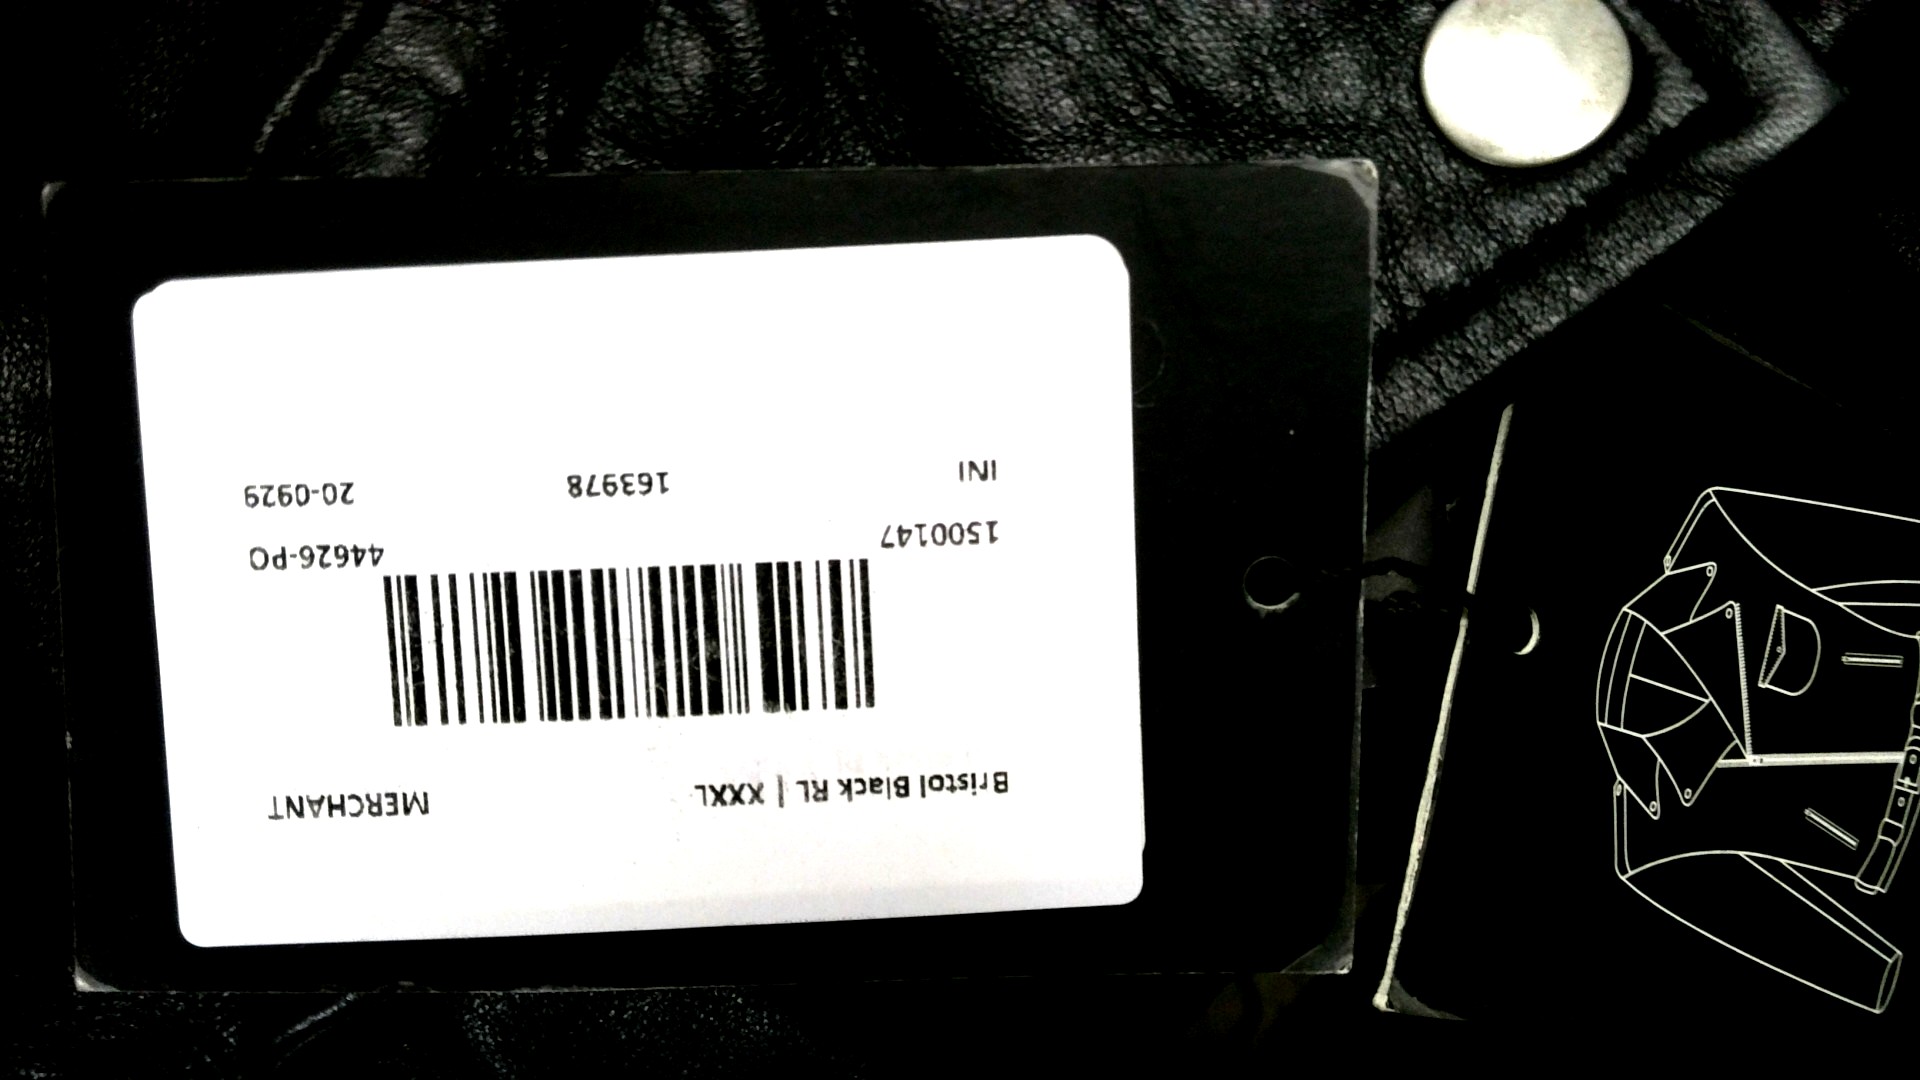 Bristol Black RL | XXXL MERCHANT
1500147 44626-PO
INI 163978 20-0929